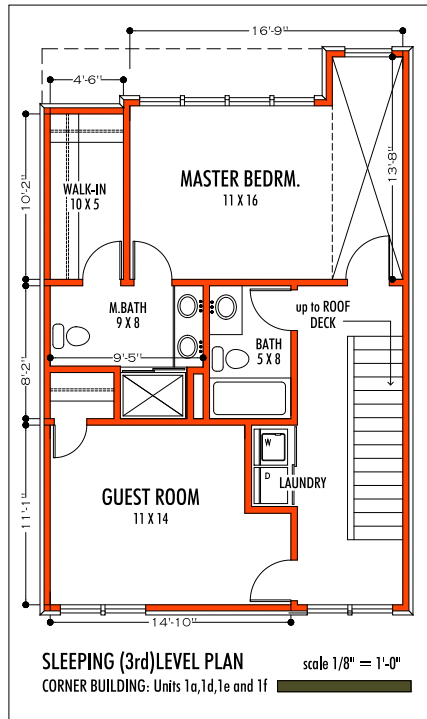 16'-9"
4'-6"
WALK-IN
10 X 5
10'-2"
MASTER BEDRM.
11 X 16
13'-8"
M.BATH
9 X 8
9'-5"
BATH
5 X 8
up to ROOF
DECK
8'-2"
W
D
LAUNDRY
GUEST ROOM
11 X 14
11'-1"
14'-10"
SLEEPING (3rd)LEVEL PLAN
scale 1/8" = 1'-0"
CORNER BUILDING: Units 1a,1d,1e and 1f